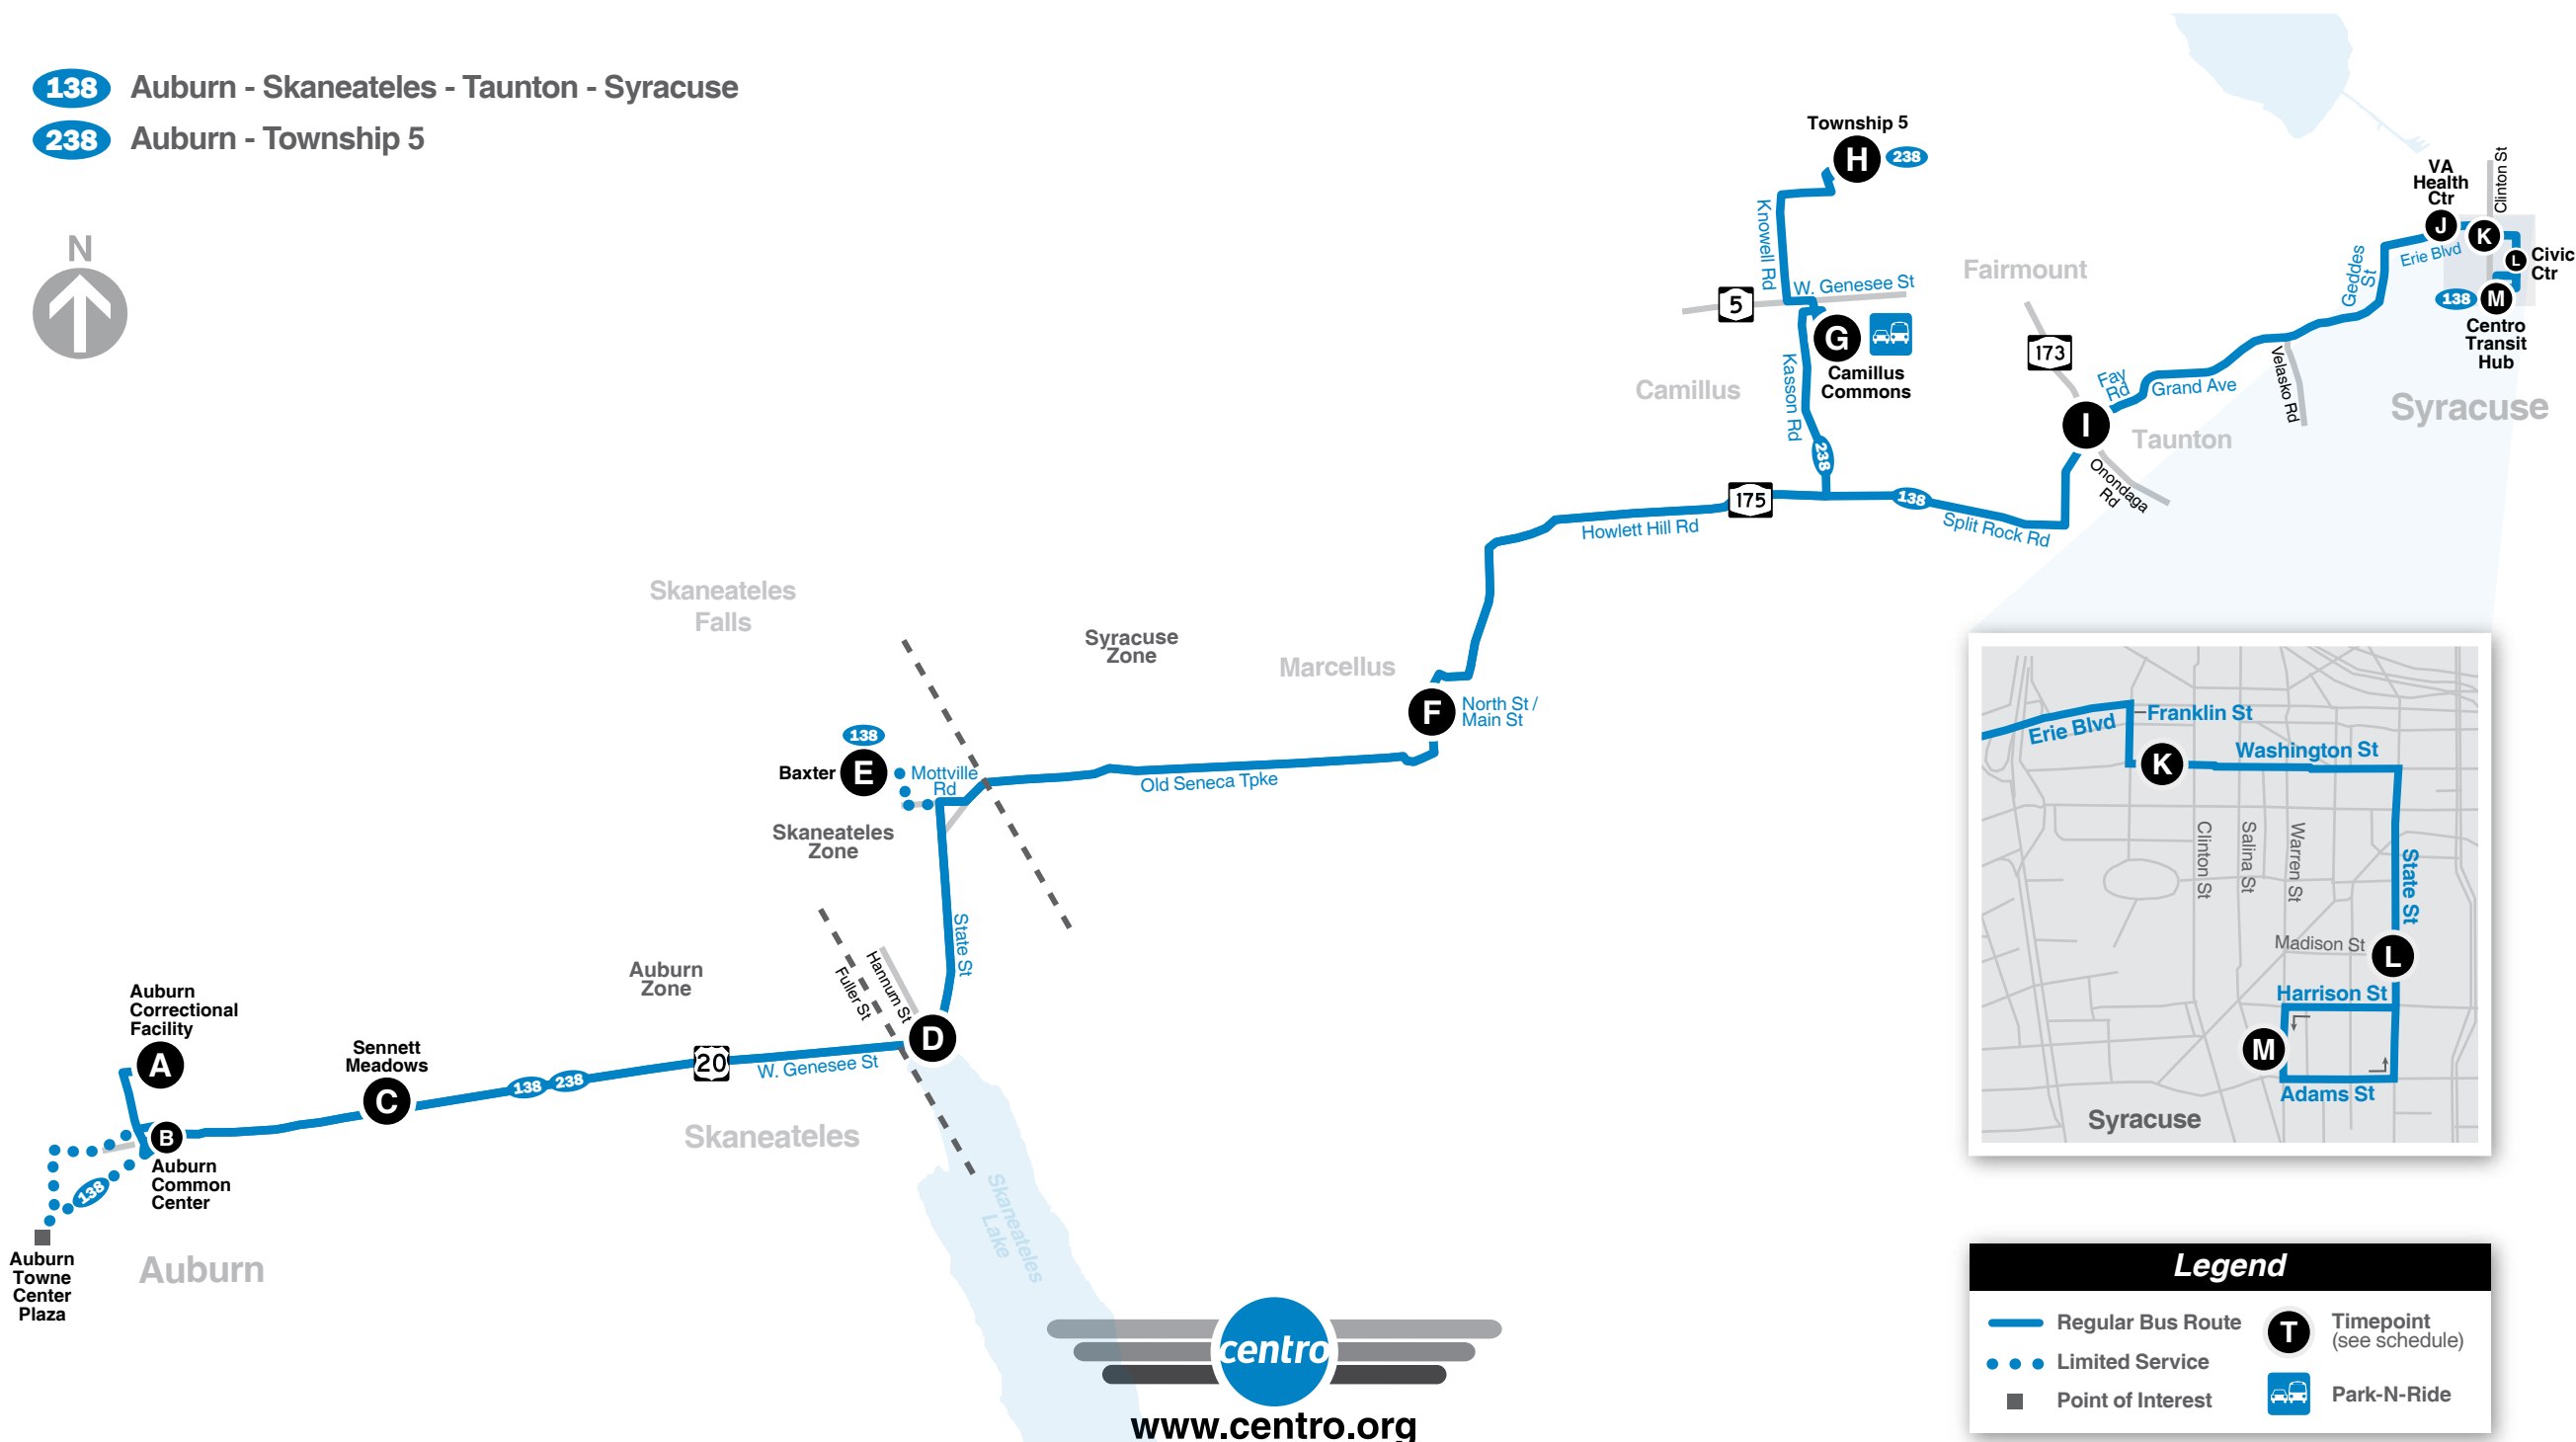 138 Auburn - Skaneateles - Taunton - Syracuse
238 Auburn - Township 5
N
Township 5
H 238
Knowell Rd
5
W. Genesee St
G
Camillus
Commons
Kasson Rd
Camillus
238
Fairmount
173
Fay
Rd
Grand Ave
I
Taunton
Onondaga
Rd
Velasko Rd
Geddes
St
Erie Blvd
VA
Health
Ctr
J
K
Clinton St
L
Civic
Ctr
138 M
Centro
Transit
Hub
Syracuse
175
138
Howlett Hill Rd
Split Rock Rd
Skaneateles
Falls
Syracuse
Zone
Marcellus
F
North St /
Main St
138
Baxter E
Mottville
Rd
Old Seneca Tpke
Skaneateles
Zone
State St
Hannum St
Fuller St
Auburn
Zone
D
20
W. Genesee St
138 238
Skaneateles
Skaneateles
Lake
Auburn
Correctional
Facility
A
Sennett
Meadows
C
B
Auburn
Common
Center
138
Auburn
Towne
Center
Plaza
Auburn
Erie Blvd
Franklin St
K
Washington St
Clinton St
Salina St
Warren St
State St
Madison St
L
Harrison St
M
Adams St
Syracuse
Legend
Regular Bus Route
Limited Service
Point of Interest
T
Timepoint
(see schedule)
Park-N-Ride
centro
www.centro.org